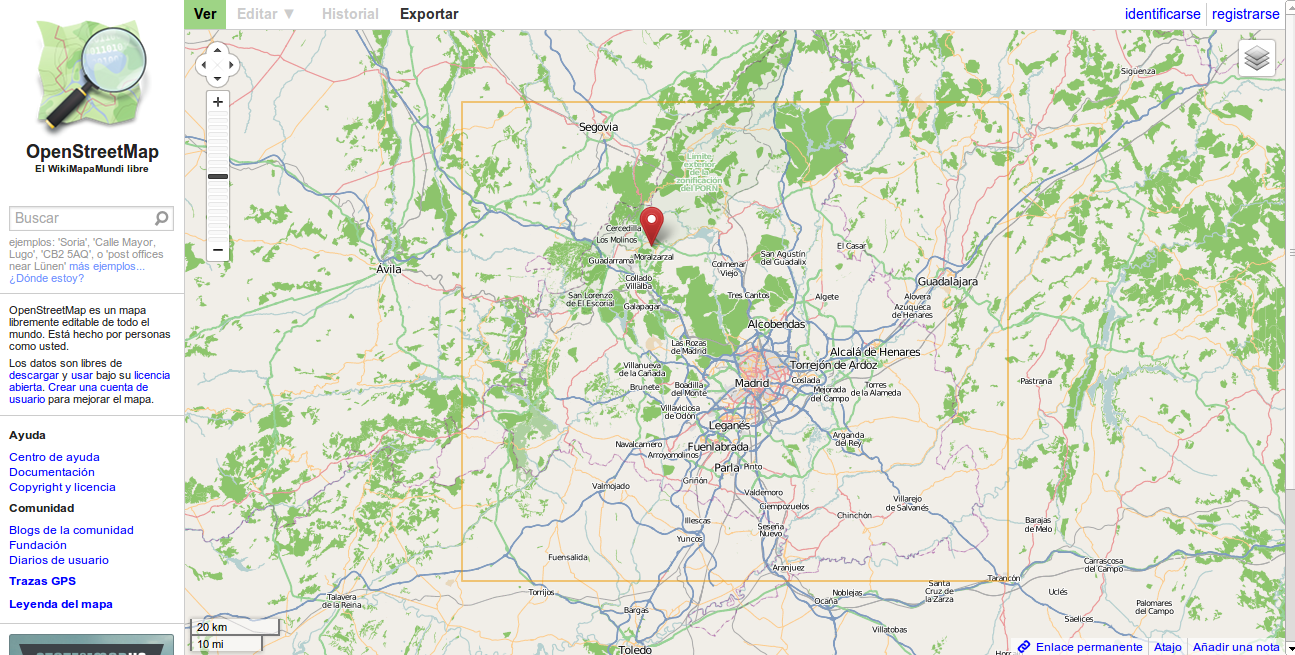 Ver
Editar ▼
Historial
Exportar
identificarse
registrarse
OpenStreetMap
El WikiMapaMundi libre
Buscar
ejemplos: 'Soria', 'Calle Mayor,
Lugo', 'CB2 5AQ', o 'post offices
near Lünen' más ejemplos...
¿Dónde estoy?
OpenStreetMap es un mapa
libremente editable de todo el
mundo. Está hecho por personas
como usted.
Los datos son libres de
descargar y usar bajo su licencia
abierta. Crear una cuenta de
usuario para mejorar el mapa.
Ayuda
Centro de ayuda
Documentación
Copyright y licencia
Comunidad
Blogs de la comunidad
Fundación
Diarios de usuario
Trazas GPS
Leyenda del mapa
+
−
Sigüenza
Segovia
Límite
exterior
de la
zonificación
del PORN
Cercedilla
Los Molinos
Guadarrama
Moralzarzal
El Casar
San Agustín
del Guadalix
Colmenar
Viejo
Ávila
Collado
Villalba
Guadalajara
San Lorenzo
de El Escorial
Galapagar
Tres Cantos
Algete
Alovera
Azuqueca
de Henares
Alcobendas
Las Rozas
de Madrid
Alcalá de Henares
Villanueva
de la Cañada
Torrejón de Ardoz
Brunete
Boadilla
del Monte
Madrid
Coslada
Mejorada
del Campo
Torres
de la Alameda
Pastrana
Villaviciosa
de Odón
Leganés
Arganda
del Rey
Navalcarnero
Fuenlabrada
Arroyomolinos
Parla
Pinto
Griñón
Valmojado
Valdemoro
Ciempozuelos
Villarejo
de Salvanés
Chinchón
Illescas
Seseña
Nuevo
Barajas
de Melo
Yuncos
Fuensalida
Aranjuez
Carrascosa
del Campo
Tarancón
Talavera
de la Reina
Torrijos
Noblejas
Ocaña
Santa
Cruz de
la Zarza
Uclés
Bargas
Palomares
del Campo
Saelices
Villatobas
Toledo
20 km
10 mi
Enlace permanente
Atajo
Añadir una nota